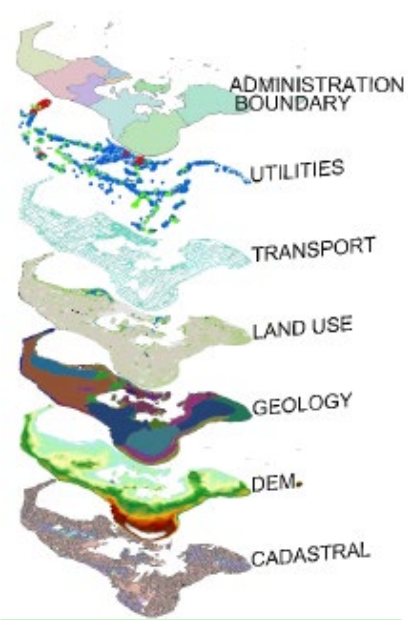 ADMINISTRATION
BOUNDARY
UTILITIES
TRANSPORT
LAND USE
GEOLOGY
DEM
CADASTRAL